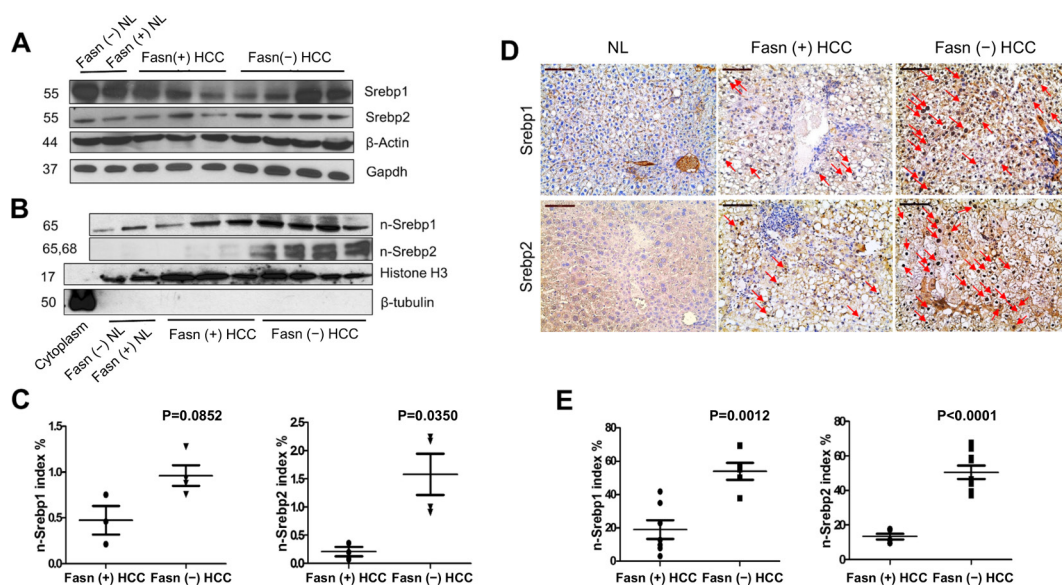 A
Fasn (−) NL
Fasn (+) NL
Fasn(+) HCC
Fasn(−) HCC
55
Srebp1
55
Srebp2
44
β-Actin
37
Gapdh
B
65
n-Srebp1
65,68
n-Srebp2
17
Histone H3
50
β-tubulin
Cytoplasm
Fasn (−) NL
Fasn (+) NL
Fasn (+) HCC
Fasn (−) HCC
C
P=0.0852
n-Srebp1 index %
1.5
1.0
0.5
0.0
Fasn (+) HCC
Fasn (−) HCC
P=0.0350
n-Srebp2 index %
2.5
2.0
1.5
1.0
0.5
0.0
Fasn (+) HCC
Fasn (−) HCC
D
NL
Fasn (+) HCC
Fasn (−) HCC
Srebp1
Srebp2
E
P=0.0012
n-Srebp1 index %
80
60
40
20
0
Fasn (+) HCC
Fasn (−) HCC
P<0.0001
n-Srebp2 index %
80
60
40
20
0
Fasn (+) HCC
Fasn (−) HCC